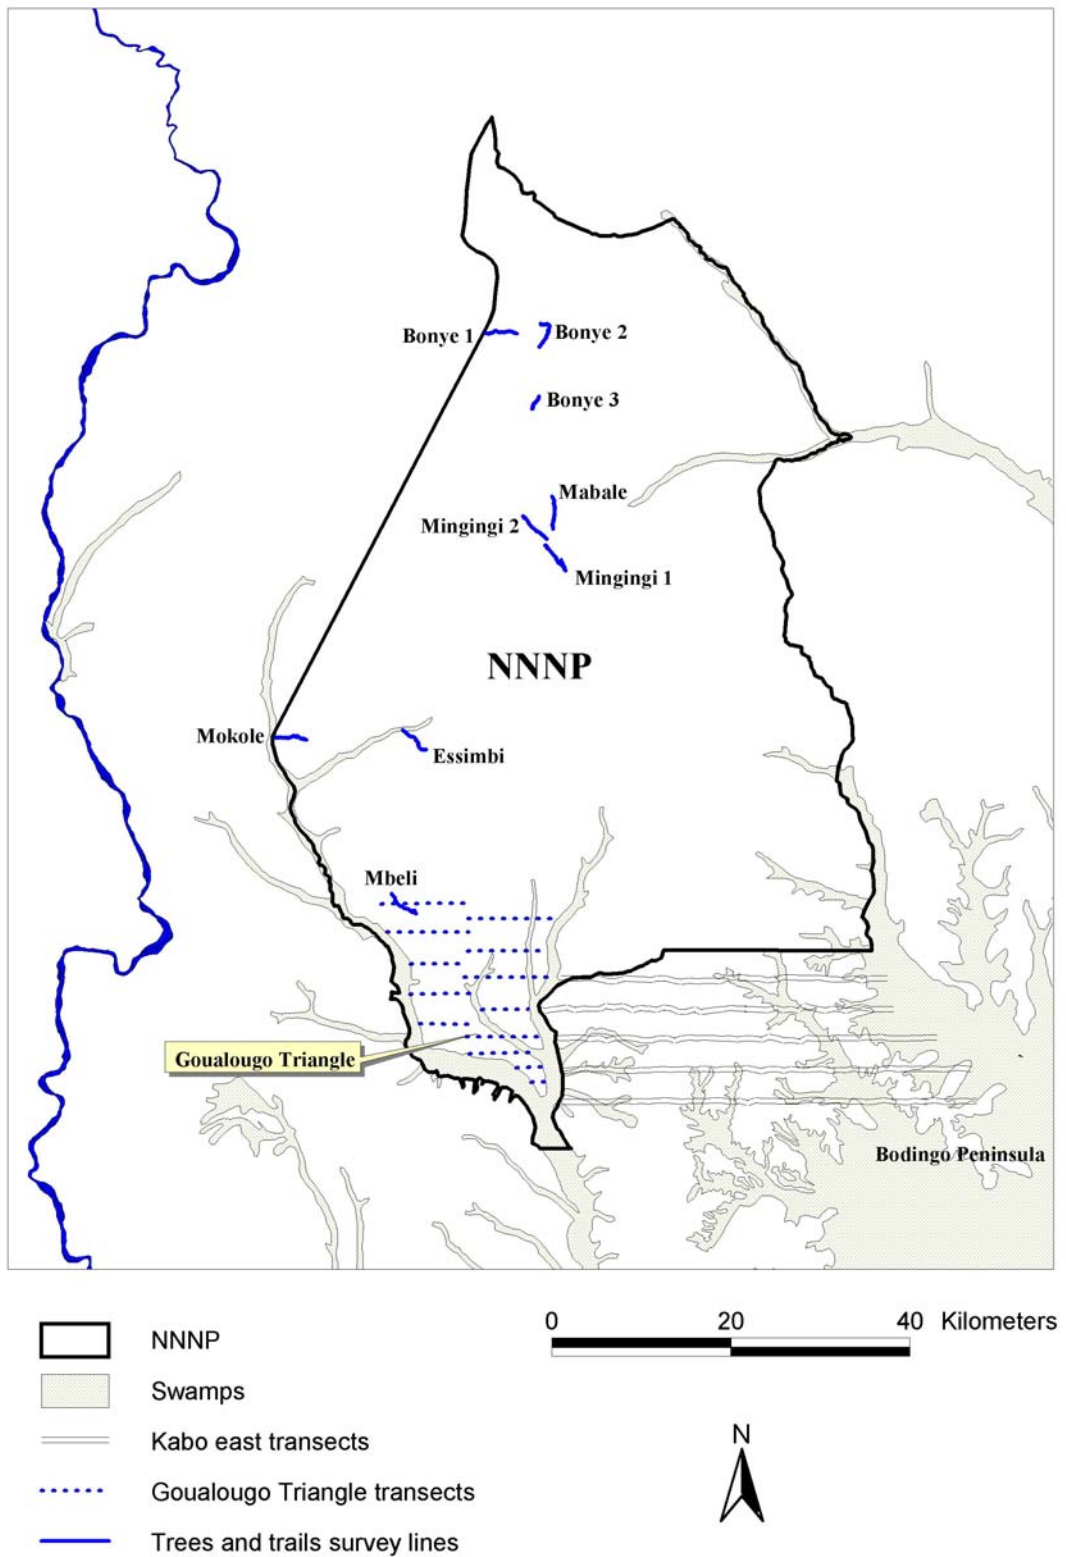 Bonye 1
Bonye 2
Bonye 3
Mabale
Mingingi 2
Mingingi 1
NNNP
Mokole
Essimbi
Mbeli
Goualougo Triangle
Bodingo Peninsula
0 20 40 Kilometers
NNNP
Swamps
Kabo east transects
N
Goualougo Triangle transects
Trees and trails survey lines